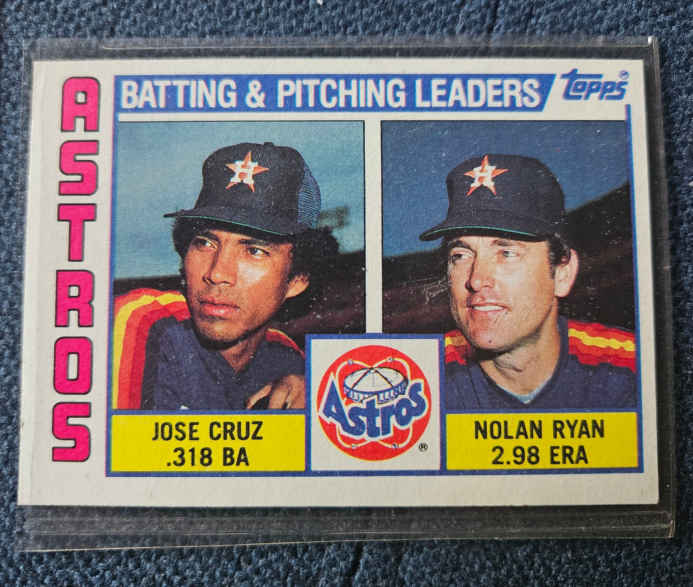 ASTROS
BATTING & PITCHING LEADERS
Topps
JOSE CRUZ
.318 BA
Astros
®
NOLAN RYAN
2.98 ERA